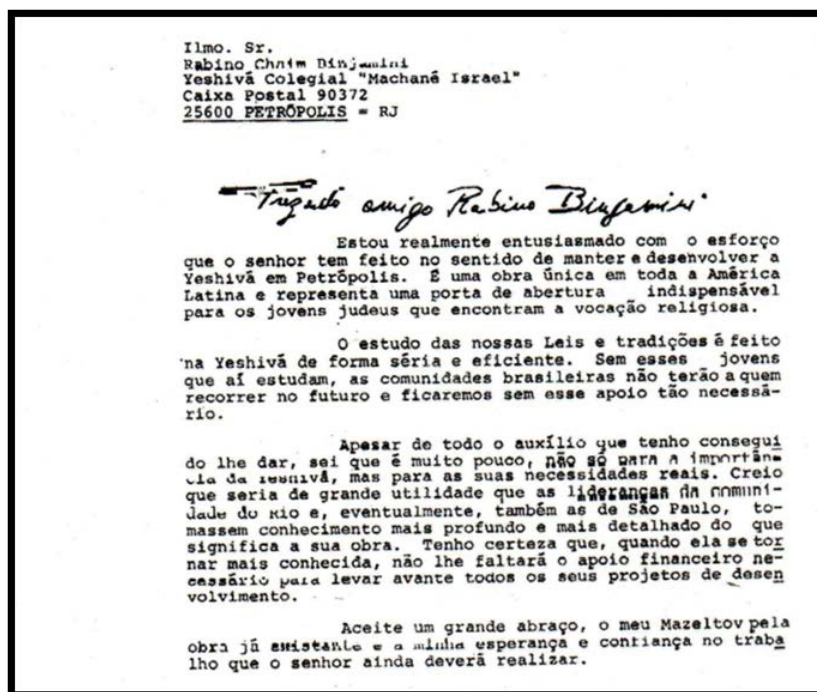 Ilmo. Sr.
Rabino Chaim Binjamini
Yeshivá Colegial "Machané Israel"
Caixa Postal 90372
25600 PETRÓPOLIS - RJ
amigo Rabino Binjamini
Estou realmente entusiasmado com o esforço
que o senhor tem feito no sentido de manter e desenvolver a
Yeshivá em Petrópolis. É uma obra única em toda a América
Latina e representa uma porta de abertura indispensável
para os jovens judeus que encontram a vocação religiosa.
O estudo das nossas Leis e tradições é feito
na Yeshivá de forma séria e eficiente. Sem esses jovens
que aí estudam, as comunidades brasileiras não terão a quem
recorrer no futuro e ficaremos sem esse apoio tão necessá-
rio.
Apesar de todo o auxílio que tenho consegui
do lhe dar, sei que é muito pouco, não só para a importân-
cia da Yeshivá, mas para as suas necessidades reais. Creio
que seria de grande utilidade que as lideranças da comuni-
dade do Rio e, eventualmente, também as de São Paulo, to-
massem conhecimento mais profundo e mais detalhado do que
significa a sua obra. Tenho certeza que, quando ela se tor
nar mais conhecida, não lhe faltará o apoio financeiro ne-
cessário para levar avante todos os seus projetos de desen
volvimento.
Aceite um grande abraço, o meu Mazeltov pela
obra já existente e a minha esperança e confiança no traba
lho que o senhor ainda deverá realizar.